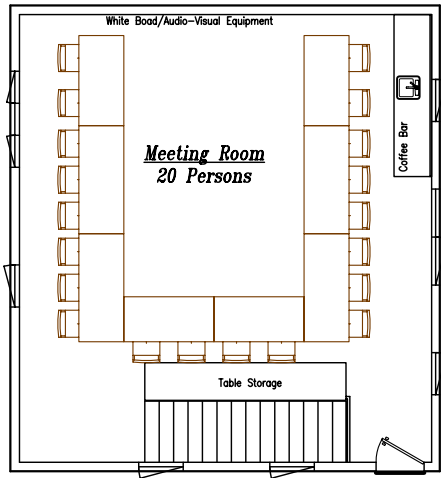 White Boad/Audio-Visual Equipment
Meeting Room
20 Persons
Coffee Bar
Table Storage